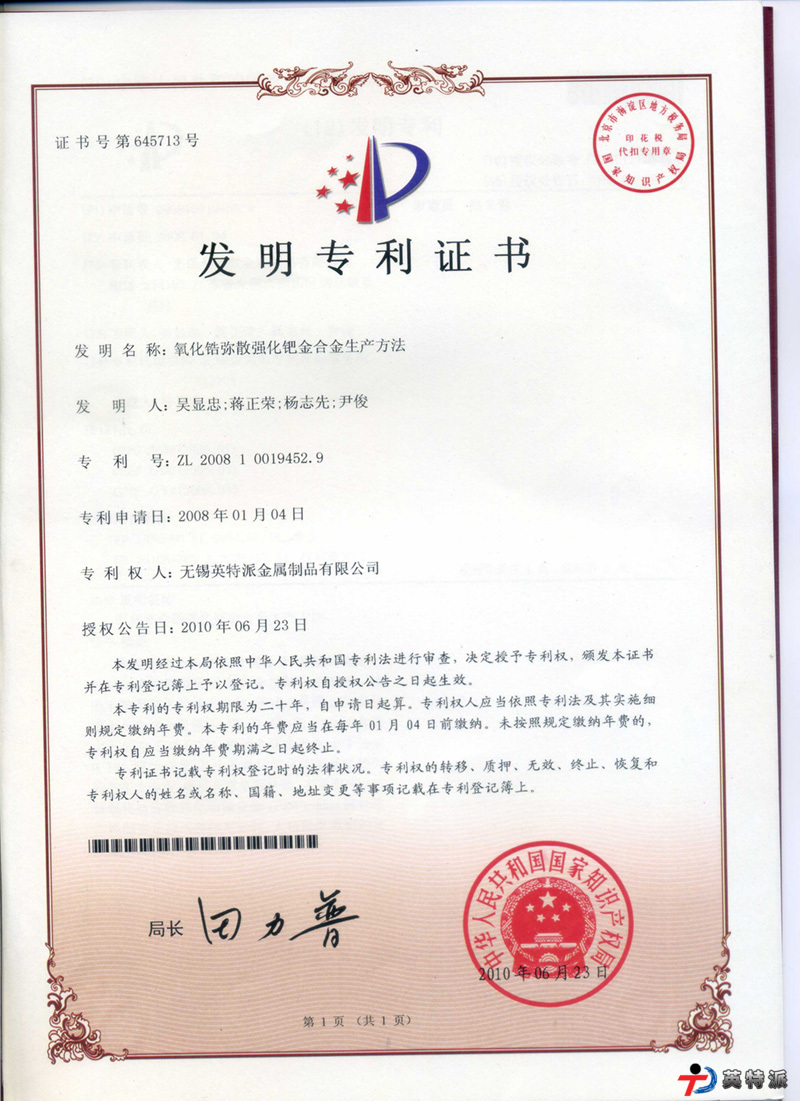 证书号第645713号
北京市海淀区地方税务局
印花税
代扣专用章
国家知识产权局
发明专利证书
发明名称：氧化锆弥散强化钯金合金生产方法
发明人：吴显忠;蒋正荣;杨志先;尹俊
专利号：ZL 2008 1 0019452.9
专利申请日：2008年01月04日
专利权人：无锡英特派金属制品有限公司
授权公告日：2010年06月23日
本发明经过本局依照中华人民共和国专利法进行审查，决定授予专利权，颁发本证书
并在专利登记簿上予以登记。专利权自授权公告之日起生效。
本专利的专利权期限为二十年，自申请日起算。专利权人应当依照专利法及其实施细
则规定缴纳年费。本专利的年费应当在每年01月04日前缴纳。未按照规定缴纳年费的，
专利权自应当缴纳年费期满之日起终止。
专利证书记载专利权登记时的法律状况。专利权的转移、质押、无效、终止、恢复和
专利权人的姓名或名称、国籍、地址变更等事项记载在专利登记簿上。
局长 田力普
中华人民共和国国家知识产权局
2010年06月23日
第1页（共1页）
英特派